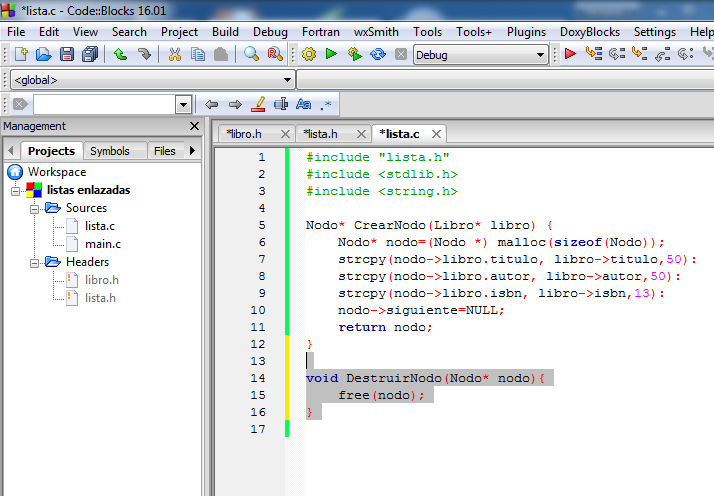 *lista.c - Code::Blocks 16.01
File Edit View Search Project Build Debug Fortran wxSmith Tools Tools+ Plugins DoxyBlocks Settings Help
Debug
<global>
Aa .*
Management
Projects Symbols Files
Workspace
listas enlazadas
Sources
lista.c
main.c
Headers
libro.h
lista.h
*libro.h *lista.h *lista.c
1 #include "lista.h"
2 #include <stdlib.h>
3 #include <string.h>
4
5 Nodo* CrearNodo(Libro* libro) {
6 Nodo* nodo=(Nodo *) malloc(sizeof(Nodo));
7 strcpy(nodo->libro.titulo, libro->titulo,50):
8 strcpy(nodo->libro.autor, libro->autor,50):
9 strcpy(nodo->libro.isbn, libro->isbn,13):
10 nodo->siguiente=NULL;
11 return nodo;
12 }
13
14 void DestruirNodo(Nodo* nodo){
15 free(nodo);
16 }
17